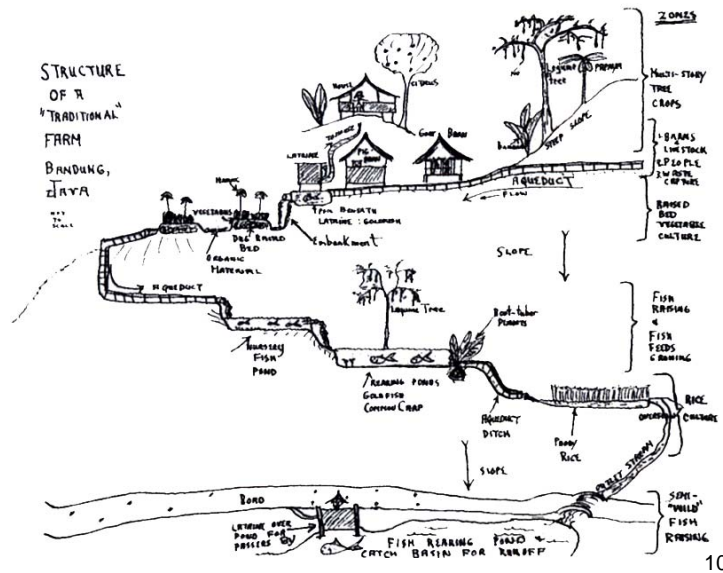 STRUCTURE
OF A
"TRADITIONAL"
FARM
BANDUNG,
JAVA
NOT
TO
SCALE
ZONES
MULTI-STORY
TREE
CROPS
BARNS
LIVESTOCK
PEOPLE
WASTE
CAPTURE
RAISED
BED
VEGETABLE
CULTURE
FISH
RAISING
FISH
FEEDS
GROWING
RICE
CULTURE
SEMI-
"WILD"
FISH
RAISING
HOUSE
CITRUS
Legume
Tree
PAPAYA
STEEP SLOPE
LATRINE
PIG
BARN
GOAT BARN
AQUEDUCT
FLOW
POND BENEATH
LATRINE: GOLDFISH
Embankment
VEGETABLES
DUG RAISED
BED
ORGANIC
MATERIAL
AQUEDUCT
SLOPE
NURSERY
FISH
POND
Legume Tree
Root-tuber
PLANTS
REARING PONDS
GOLDFISH
COMMON CARP
AQUEDUCT
DITCH
PADDY
RICE
OVERFLOW
OUTLET STREAM
SLOPE
ROAD
LATRINE OVER
POND FOR
PASSERS BY
FISH REARING POND &
CATCH BASIN FOR RUNOFF
10